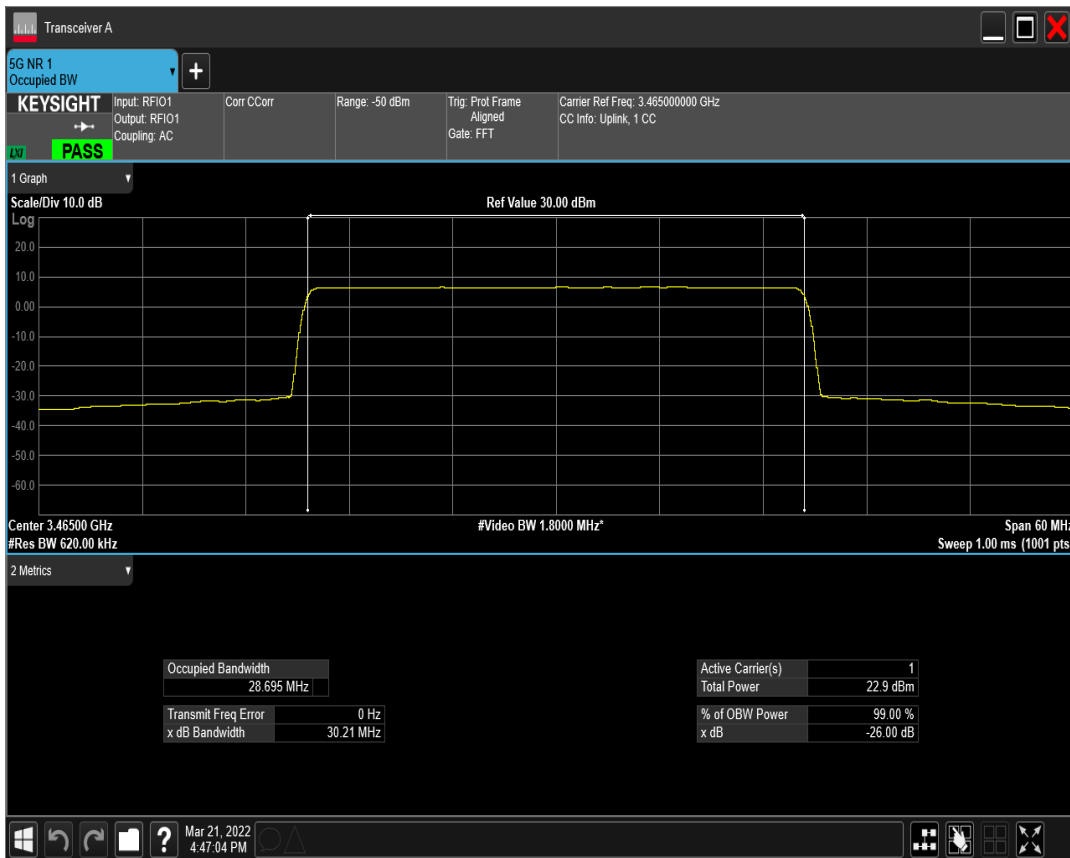 Transceiver A
5G NR 1
Occupied BW
KEYSIGHT
LXI
PASS
Input: RFIO1
Output: RFIO1
Coupling: AC
Corr CCorr
Range: -50 dBm
Trig: Prot Frame
Aligned
Gate: FFT
Carrier Ref Freq: 3.465000000 GHz
CC Info: Uplink, 1 CC
1 Graph
Scale/Div 10.0 dB
Ref Value 30.00 dBm
Log
20.0
10.0
0.00
-10.0
-20.0
-30.0
-40.0
-50.0
-60.0
Center 3.46500 GHz
#Video BW 1.8000 MHz*
Span 60 MHz
#Res BW 620.00 kHz
Sweep 1.00 ms (1001 pts
2 Metrics
Occupied Bandwidth
28.695 MHz
Transmit Freq Error 0 Hz
x dB Bandwidth 30.21 MHz
Active Carrier(s) 1
Total Power 22.9 dBm
% of OBW Power 99.00 %
x dB -26.00 dB
?
Mar 21, 2022
4:47:04 PM